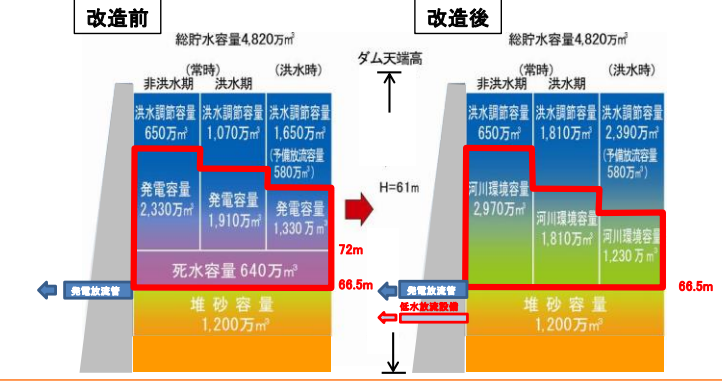 改造前
総貯水容量4,820万㎥
(常時)
(洪水時)
非洪水期
洪水期
洪水調節容量
650万㎥
洪水調節容量
1,070万㎥
洪水調節容量
1,650万㎥
(予備放流容量
580万㎥)
発電容量
2,330万㎥
発電容量
1,910万㎥
発電容量
1,330万㎥
72m
死水容量 640万㎥
66.5m
発電放流管
堆砂容量
1,200万㎥
ダム天端高
H=61m
改造後
総貯水容量4,820万㎥
(常時)
(洪水時)
非洪水期
洪水期
洪水調節容量
650万㎥
洪水調節容量
1,810万㎥
洪水調節容量
2,390万㎥
(予備放流容量
580万㎥)
河川環境容量
2,970万㎥
河川環境容量
1,810万㎥
河川環境容量
1,230万㎥
66.5m
発電放流管
低水放流設備
堆砂容量
1,200万㎥